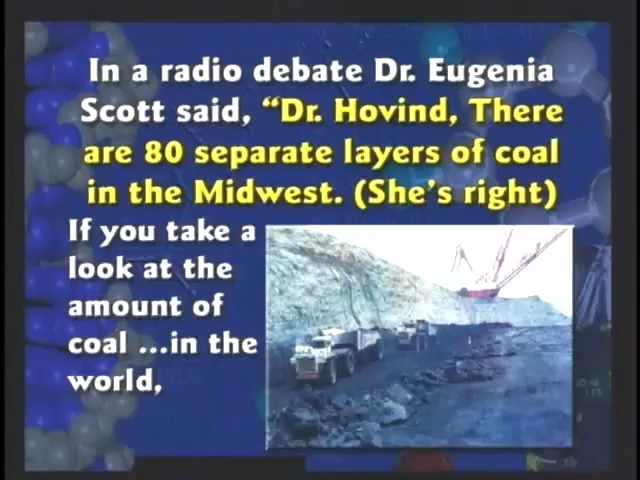 In a radio debate Dr. Eugenia
Scott said, “Dr. Hovind, There
are 80 separate layers of coal
in the Midwest. (She's right)
If you take a
look at the
amount of
coal ...in the
world,